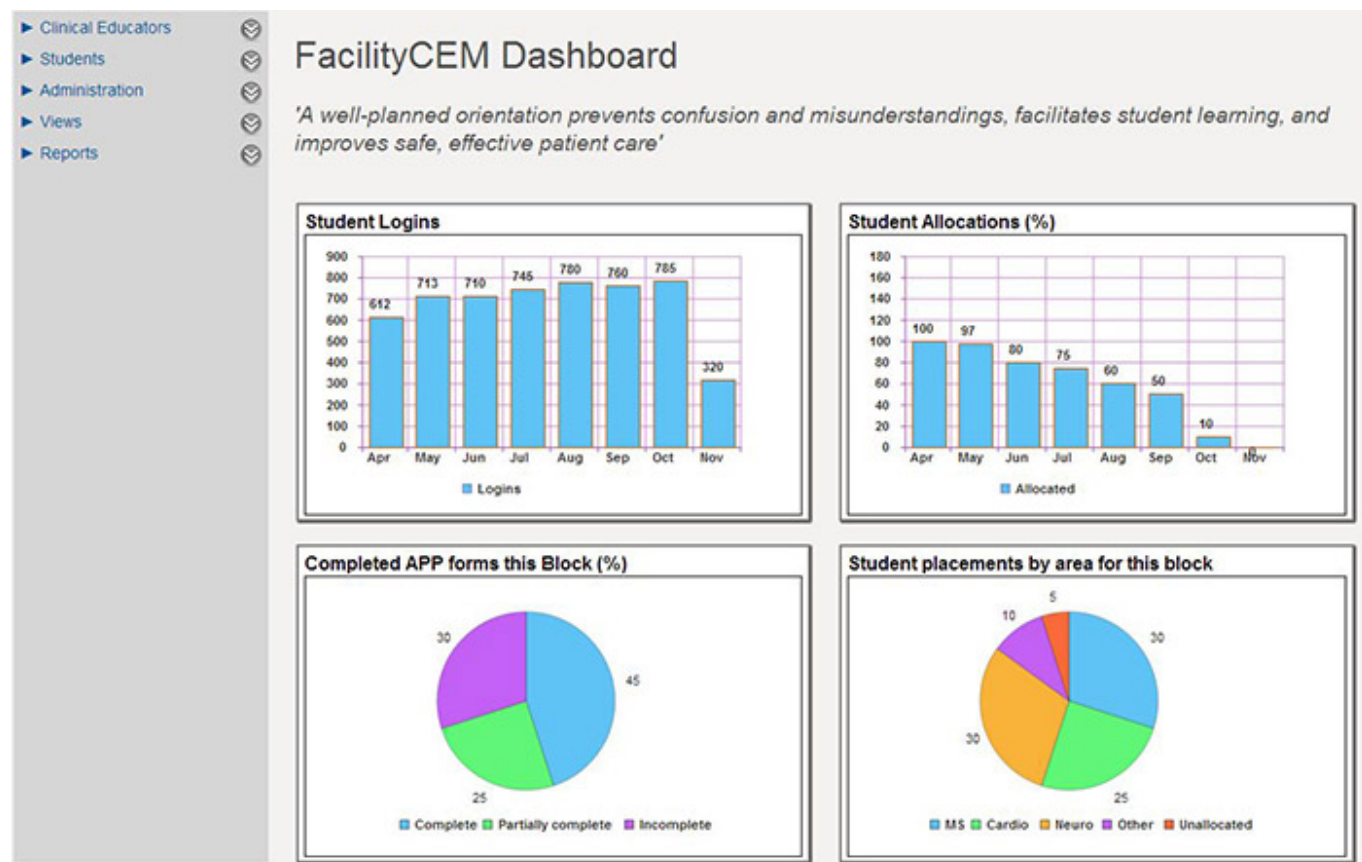 Clinical Educators
Students
Administration
Views
Reports
FacilityCEM Dashboard
'A well-planned orientation prevents confusion and misunderstandings, facilitates student learning, and
improves safe, effective patient care'
Student Logins
900
800
700
600
500
400
300
200
100
0
612
713
710
745
780
760
785
320
Apr May Jun Jul Aug Sep Oct Nov
Logins
Student Allocations (%)
180
160
140
120
100
80
60
40
20
0
100
97
80
75
60
50
10
0
Apr May Jun Jul Aug Sep Oct Nov
Allocated
Completed APP forms this Block (%)
30
45
25
Complete Partially complete Incomplete
Student placements by area for this block
5
10
30
30
25
MS Cardio Neuro Other Unallocated